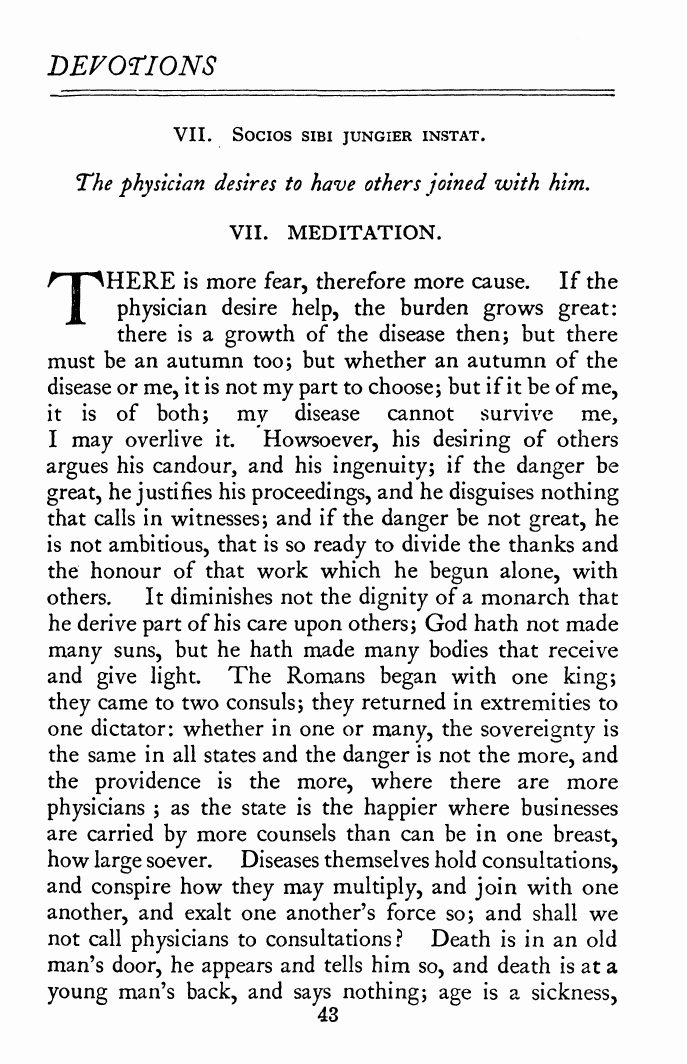 DEVOTIONS
VII. Socios sibi jungier instat.
The physician desires to have others joined with him.
VII. MEDITATION.
THERE is more fear, therefore more cause. If the
physician desire help, the burden grows great:
there is a growth of the disease then; but there
must be an autumn too; but whether an autumn of the
disease or me, it is not my part to choose; but if it be of me,
it is of both; my disease cannot survive me,
I may overlive it. Howsoever, his desiring of others
argues his candour, and his ingenuity; if the danger be
great, he justifies his proceedings, and he disguises nothing
that calls in witnesses; and if the danger be not great, he
is not ambitious, that is so ready to divide the thanks and
the honour of that work which he begun alone, with
others. It diminishes not the dignity of a monarch that
he derive part of his care upon others; God hath not made
many suns, but he hath made many bodies that receive
and give light. The Romans began with one king;
they came to two consuls; they returned in extremities to
one dictator: whether in one or many, the sovereignty is
the same in all states and the danger is not the more, and
the providence is the more, where there are more
physicians ; as the state is the happier where businesses
are carried by more counsels than can be in one breast,
how large soever. Diseases themselves hold consultations,
and conspire how they may multiply, and join with one
another, and exalt one another's force so; and shall we
not call physicians to consultations? Death is in an old
man's door, he appears and tells him so, and death is at a
young man's back, and says nothing; age is a sickness,
43